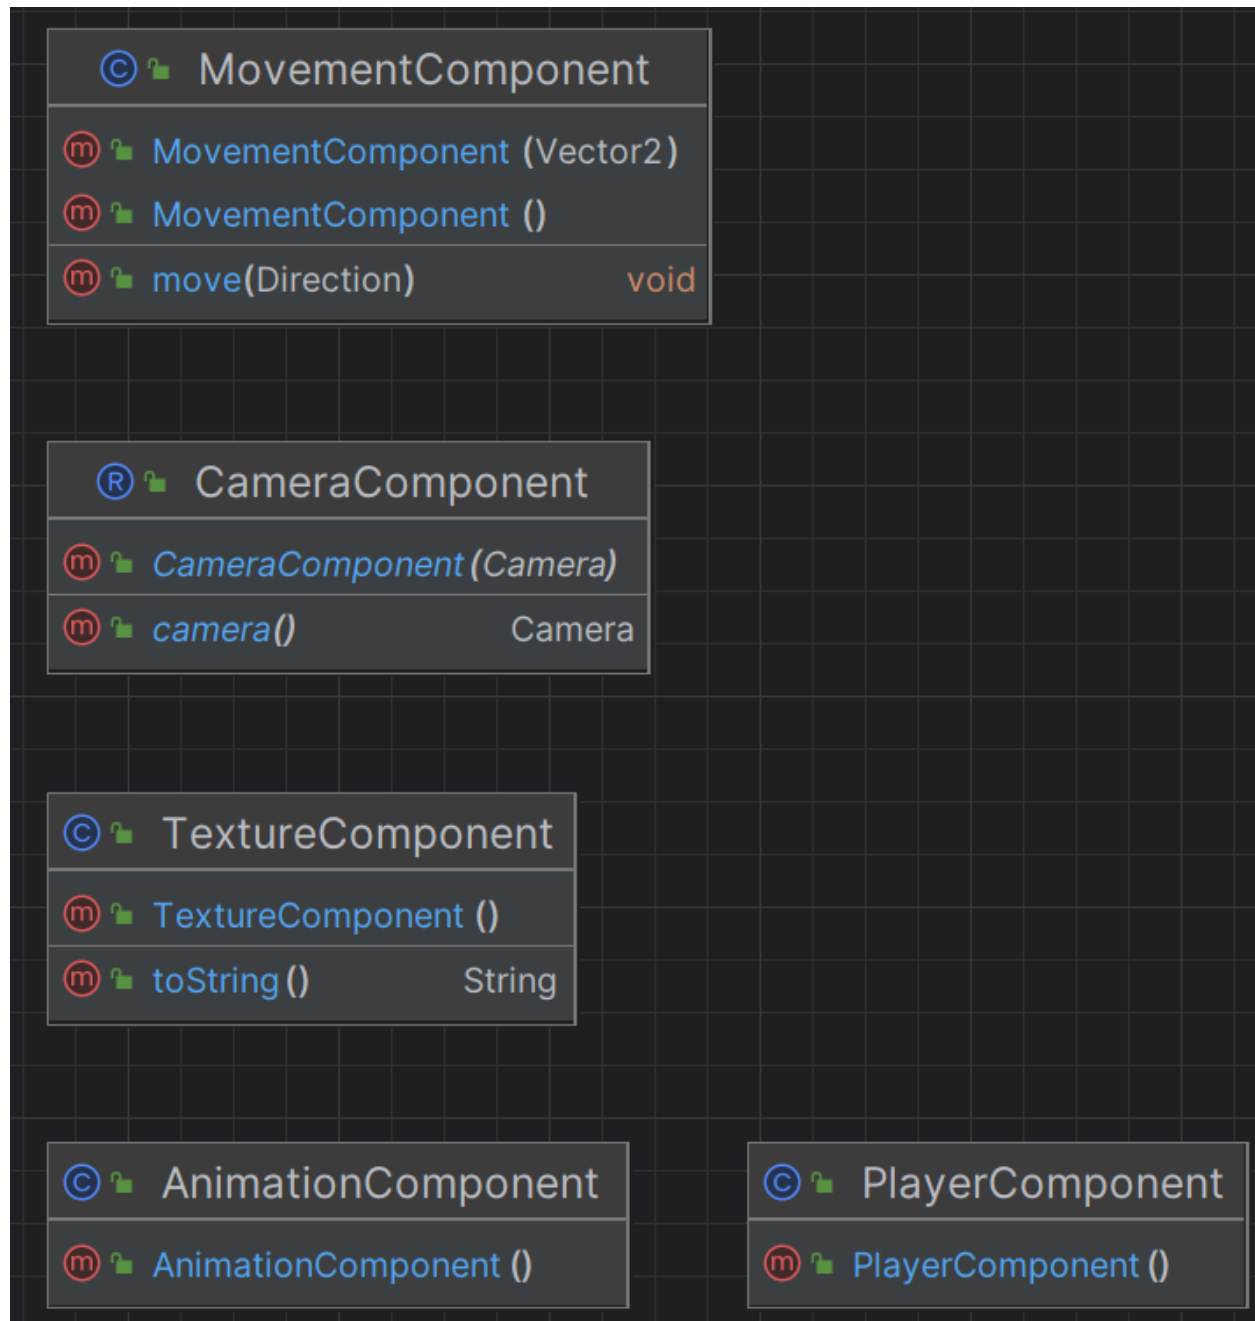 C MovementComponent
m MovementComponent (Vector2)
m MovementComponent ()
m move(Direction) void
R CameraComponent
m CameraComponent(Camera)
m camera() Camera
C TextureComponent
m TextureComponent ()
m toString() String
C AnimationComponent
m AnimationComponent ()
C PlayerComponent
m PlayerComponent ()